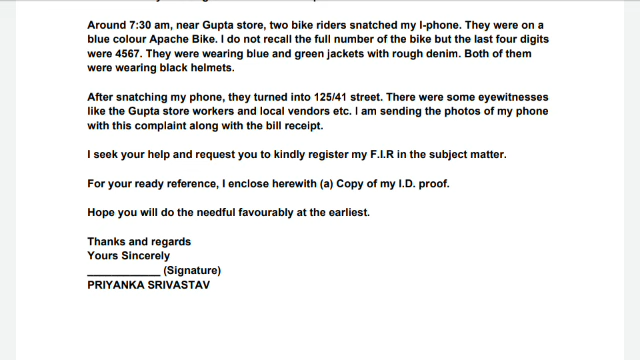 Around 7:30 am, near Gupta store, two bike riders snatched my I-phone. They were on a
blue colour Apache Bike. I do not recall the full number of the bike but the last four digits
were 4567. They were wearing blue and green jackets with rough denim. Both of them
were wearing black helmets.
After snatching my phone, they turned into 125/41 street. There were some eyewitnesses
like the Gupta store workers and local vendors etc. I am sending the photos of my phone
with this complaint along with the bill receipt.
I seek your help and request you to kindly register my F.I.R in the subject matter.
For your ready reference, I enclose herewith (a) Copy of my I.D. proof.
Hope you will do the needful favourably at the earliest.
Thanks and regards
Yours Sincerely
____________ (Signature)
PRIYANKA SRIVASTAV